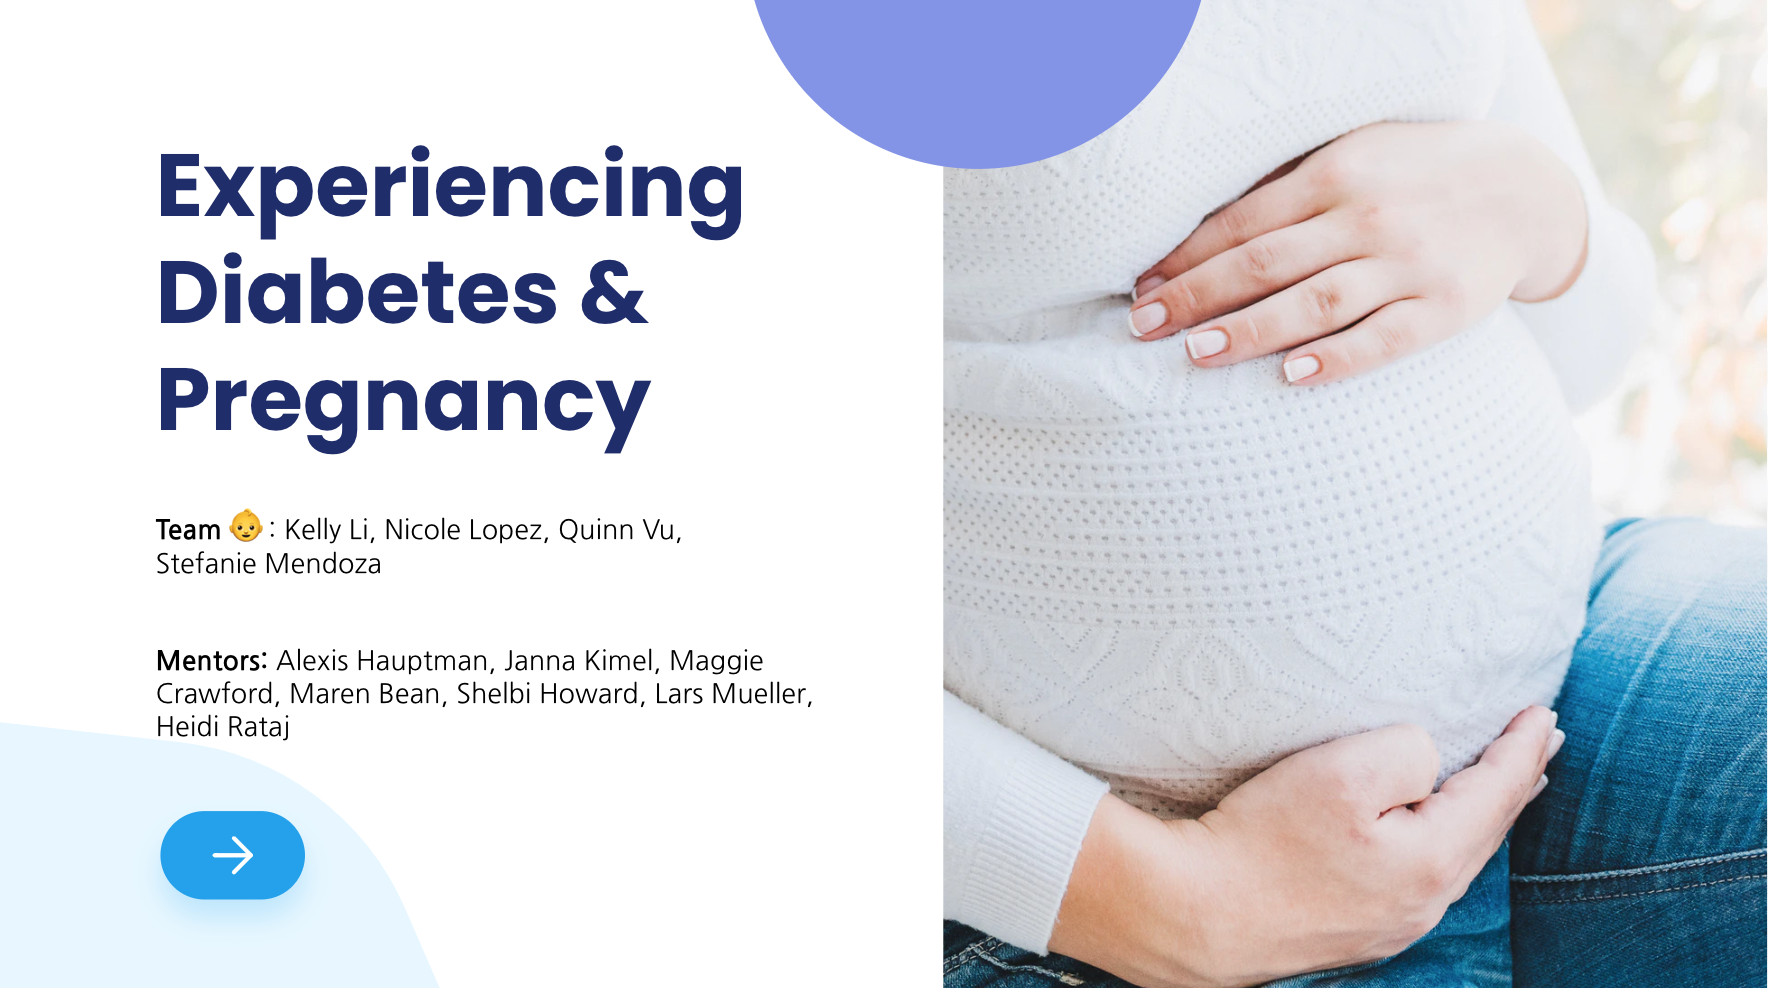 Experiencing
Diabetes &
Pregnancy
Team 👶 : Kelly Li, Nicole Lopez, Quinn Vu,
Stefanie Mendoza
Mentors: Alexis Hauptman, Janna Kimel, Maggie
Crawford, Maren Bean, Shelbi Howard, Lars Mueller,
Heidi Rataj